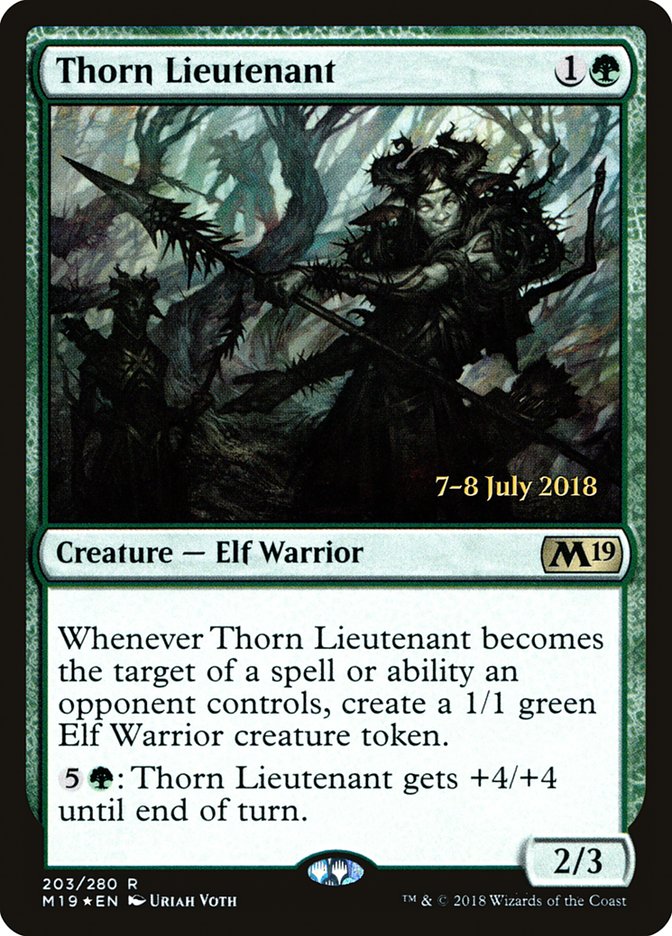 Thorn Lieutenant 1
7–8 July 2018
Creature — Elf Warrior M19
Whenever Thorn Lieutenant becomes
the target of a spell or ability an
opponent controls, create a 1/1 green
Elf Warrior creature token.
5 : Thorn Lieutenant gets +4/+4
until end of turn.
2/3
203/280 R
M19★EN Uriah Voth ™ & © 2018 Wizards of the Coast